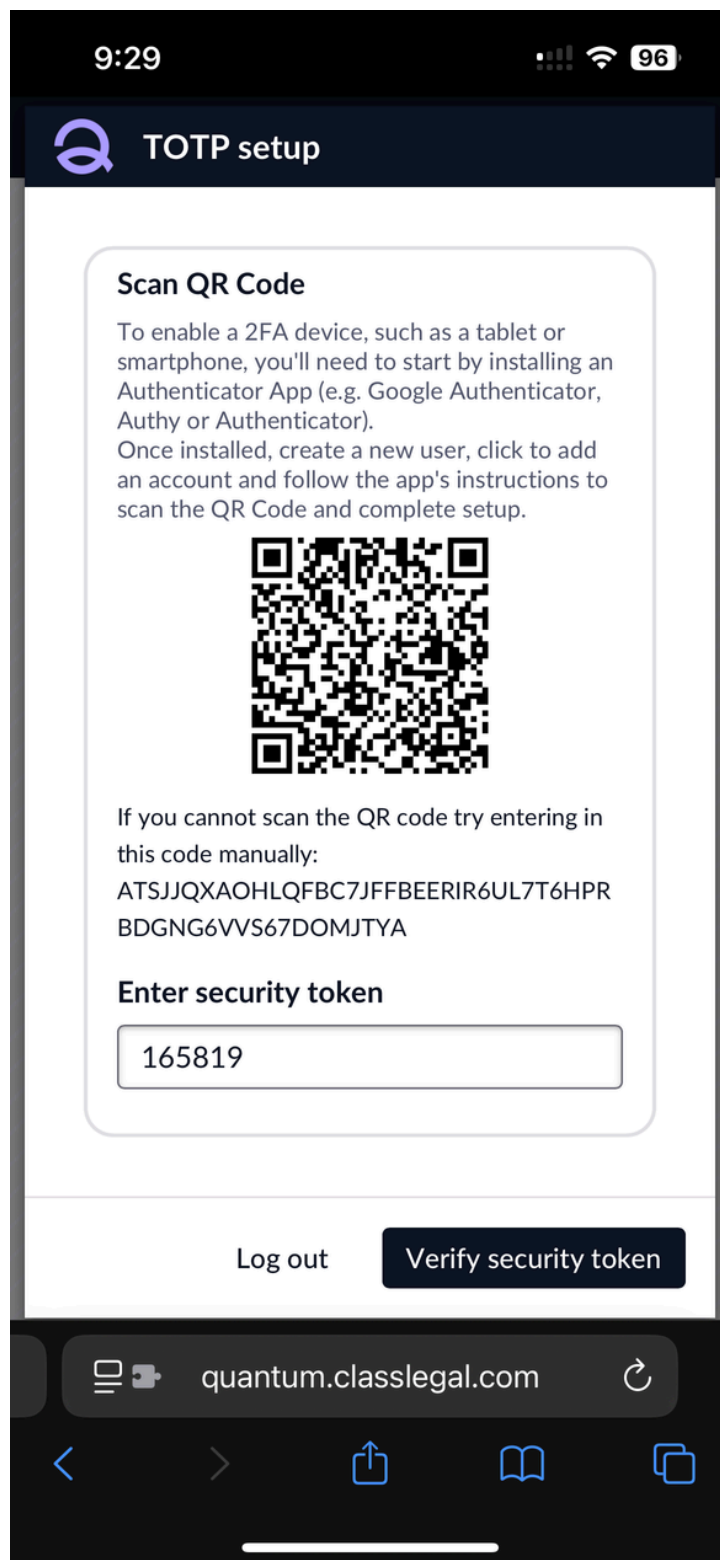 9:29
96
TOTP setup
Scan QR Code
To enable a 2FA device, such as a tablet or
smartphone, you'll need to start by installing an
Authenticator App (e.g. Google Authenticator,
Authy or Authenticator).
Once installed, create a new user, click to add
an account and follow the app's instructions to
scan the QR Code and complete setup.
If you cannot scan the QR code try entering in
this code manually:
ATSJJQXAOHLQFBC7JFFBEERIR6UL7T6HPR
BDGNG6VVS67DOMJTYA
Enter security token
165819
Log out
Verify security token
quantum.classlegal.com